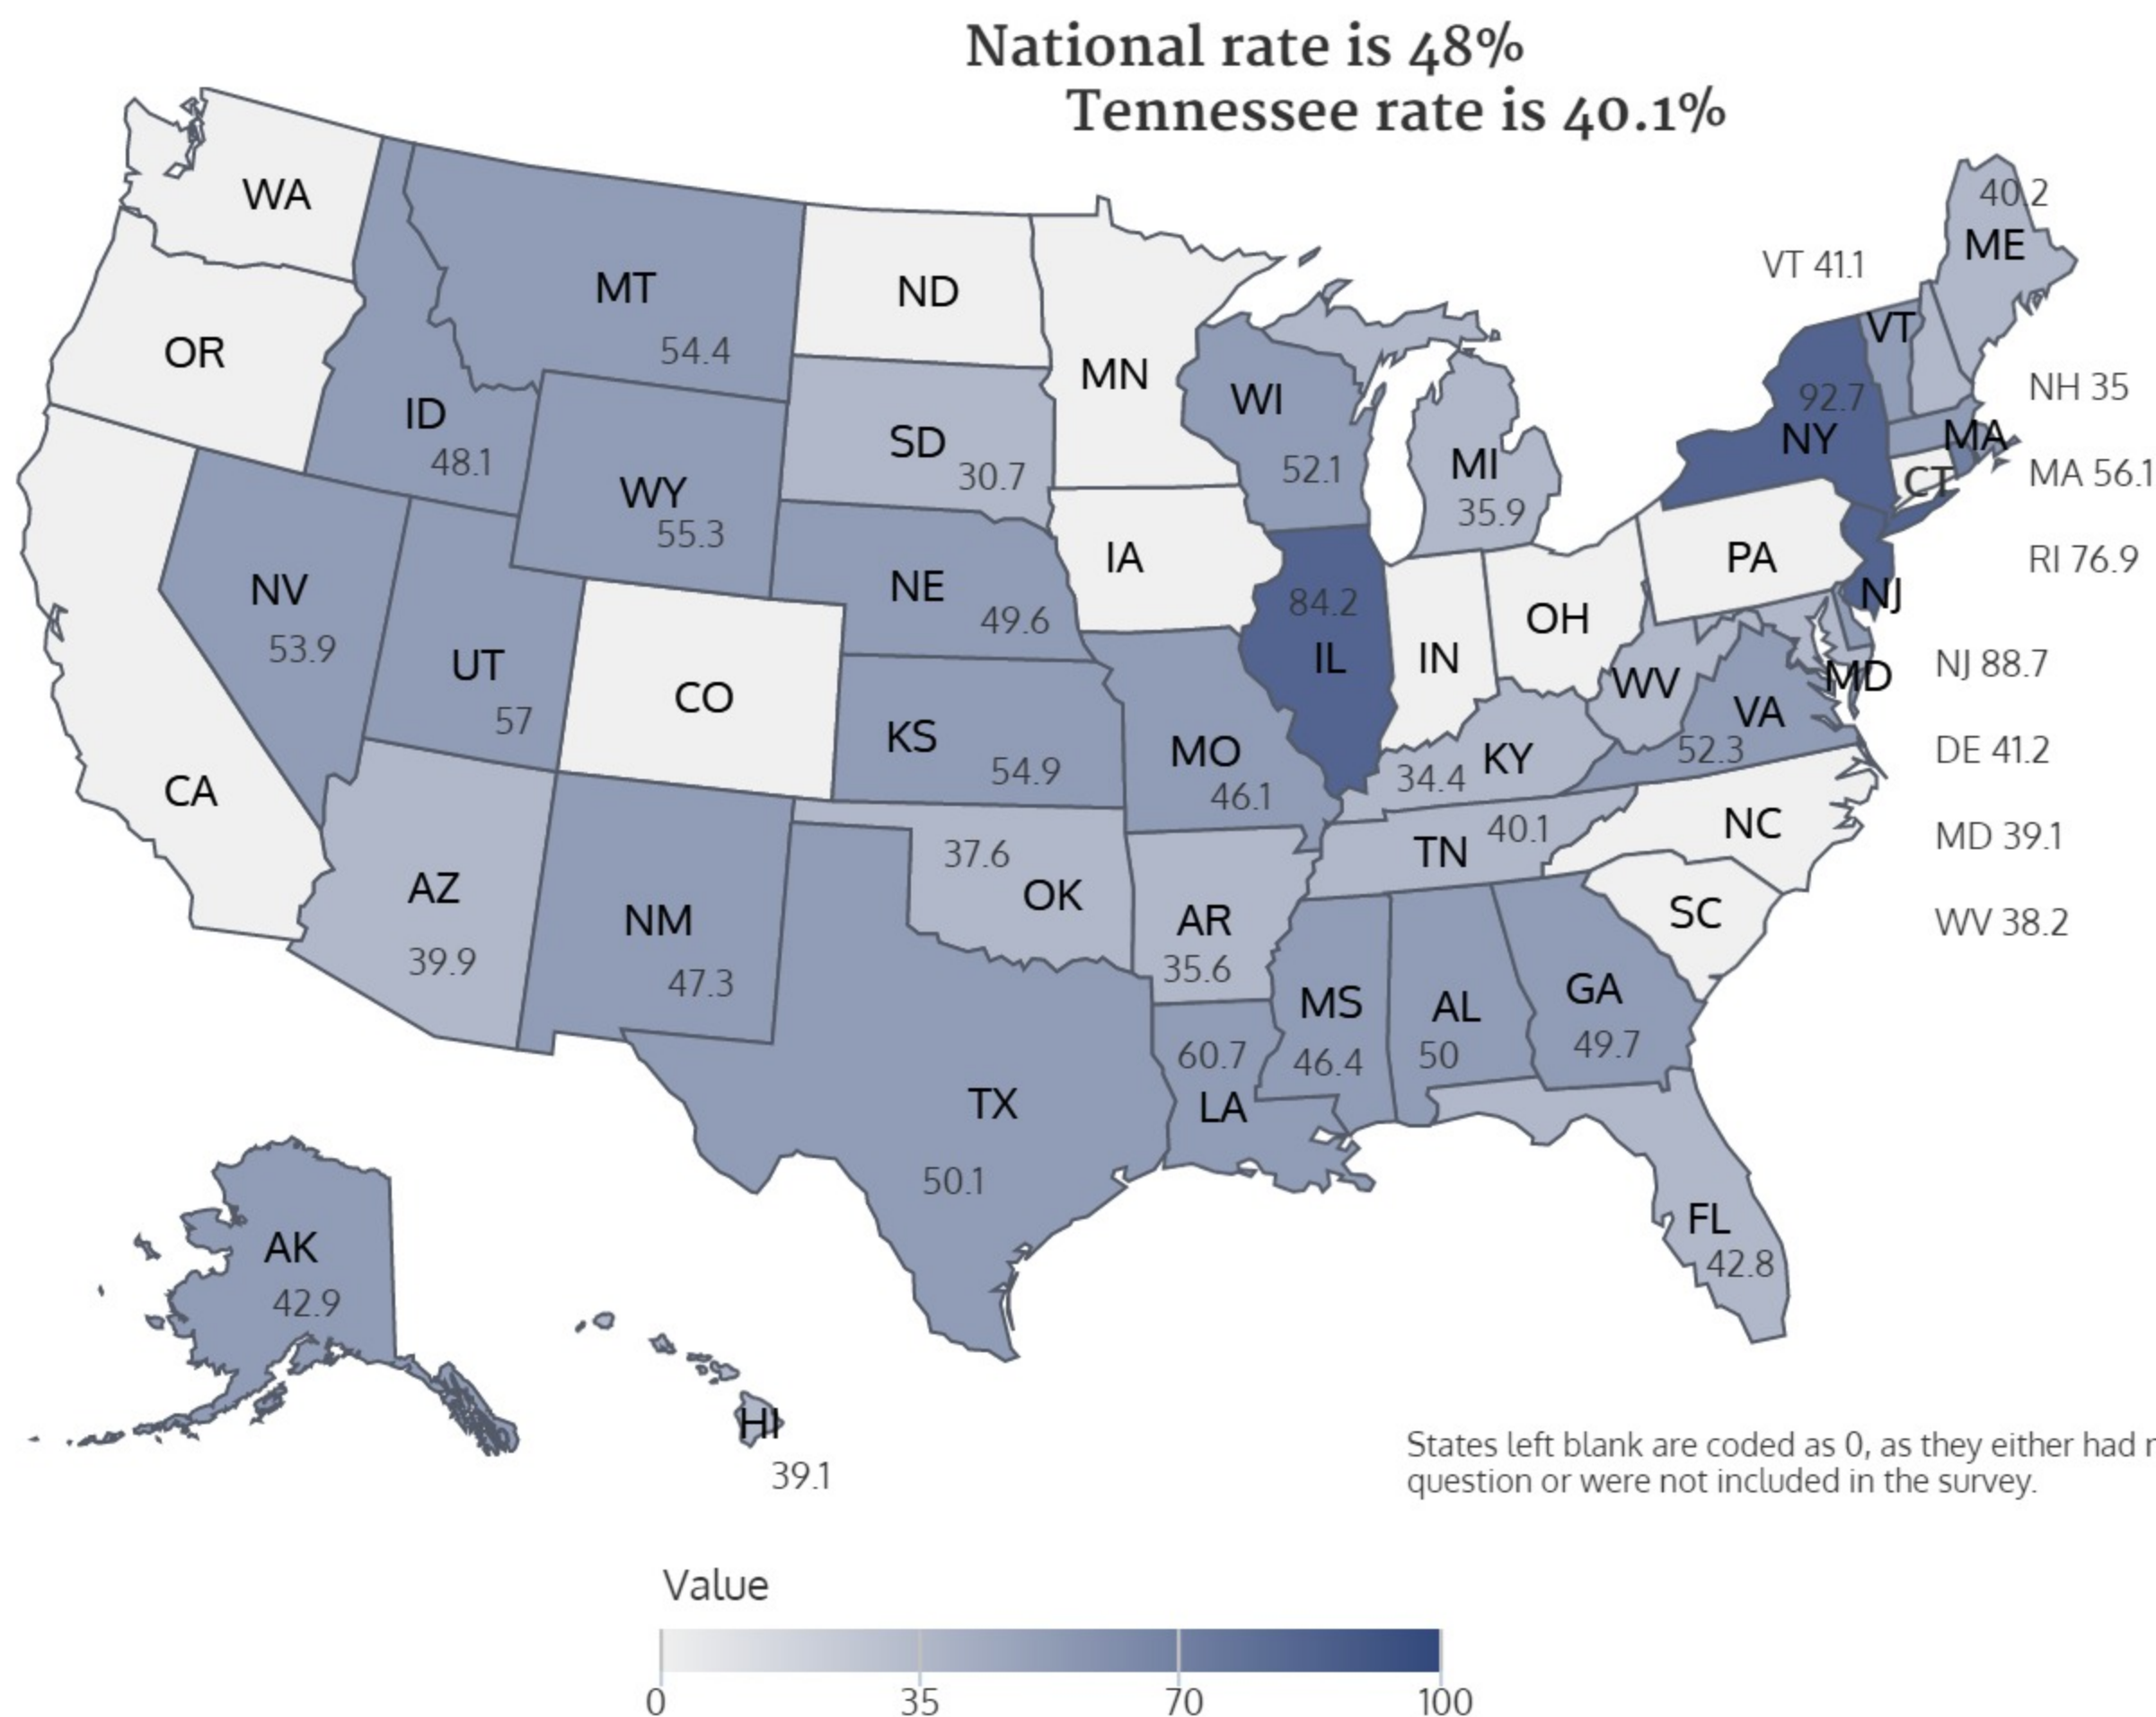 National rate is 48%
Tennessee rate is 40.1%
WA
OR
CA
ID
48.1
NV
53.9
MT
54.4
WY
55.3
UT
57
CO
AZ
39.9
NM
47.3
ND
SD
30.7
NE
49.6
KS
54.9
37.6
OK
TX
50.1
MN
IA
MO
46.1
AR
35.6
60.7
LA
WI
52.1
84.2
IL
MI
35.9
IN
OH
34.4 KY
TN 40.1
MS
46.4
AL
50
GA
49.7
FL
42.8
SC
NC
VA
52.3
WV
MD
PA
NJ
92.7
NY
CT
MA
VT
40.2
ME
VT 41.1
NH 35
MA 56.1
RI 76.9
NJ 88.7
DE 41.2
MD 39.1
WV 38.2
AK
42.9
HI
39.1
States left blank are coded as 0, as they either had
question or were not included in the survey.
Value
0 35 70 100